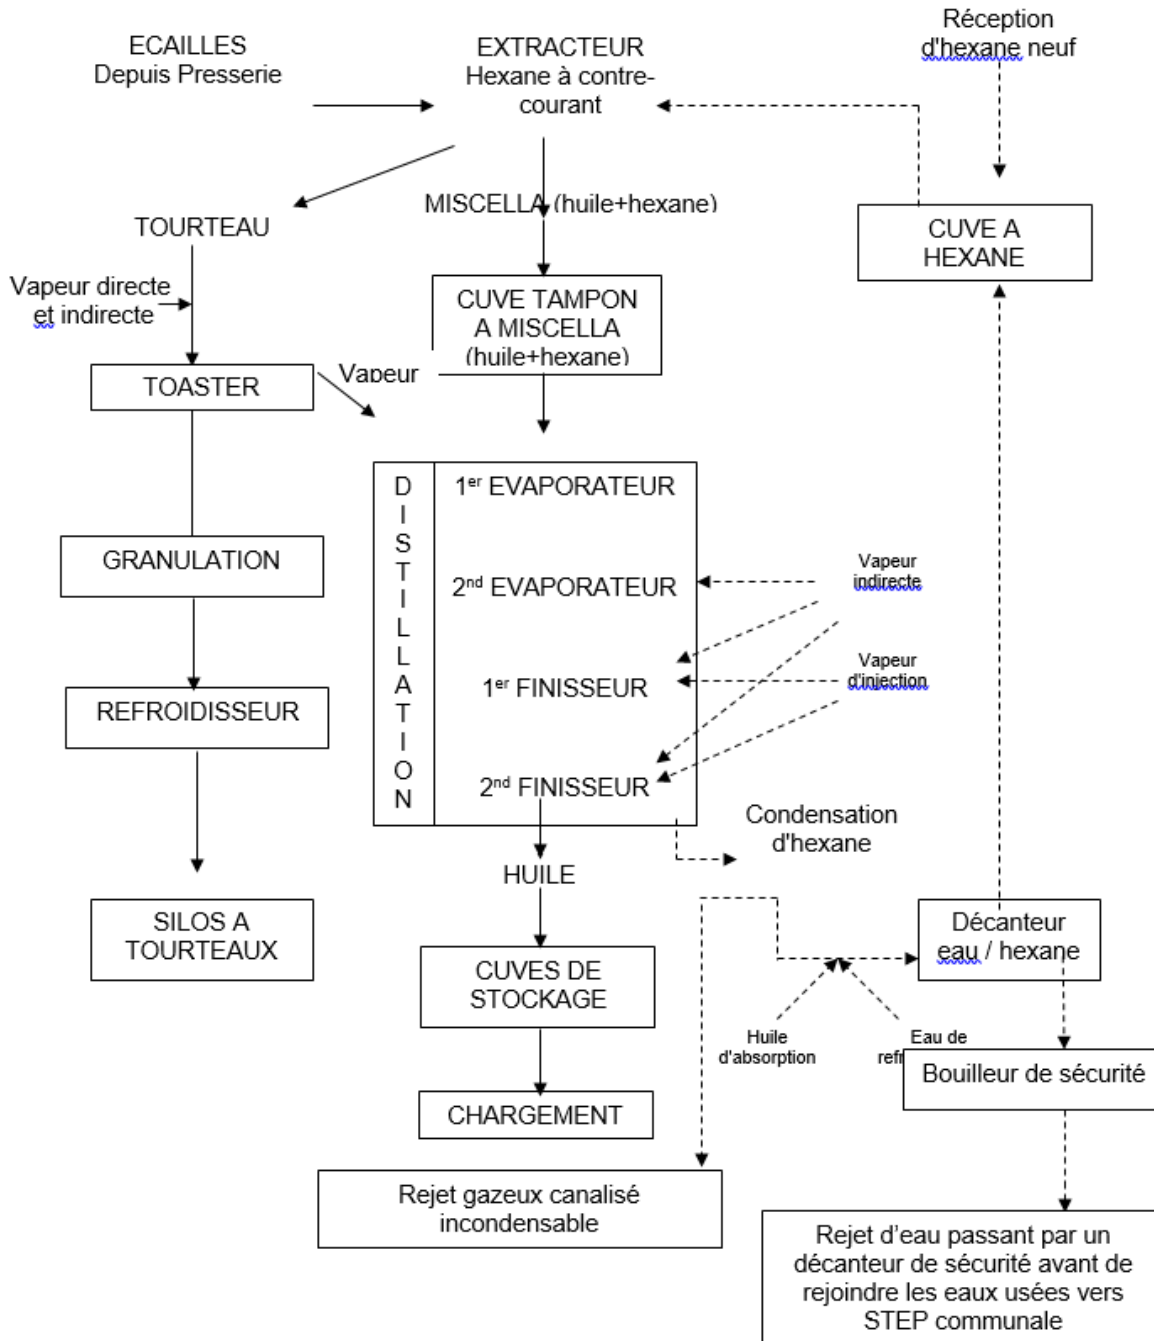 ECAILLES
Depuis Presserie
EXTRACTEUR
Hexane à contre-
courant
Réception
d'hexane neuf
TOURTEAU
MISCELLA (huile+hexane)
CUVE A
HEXANE
Vapeur directe
et indirecte
CUVE TAMPON
A MISCELLA
(huile+hexane)
TOASTER
Vapeur
DISTILLATION
1er EVAPORATEUR
2nd EVAPORATEUR
1er FINISSEUR
2nd FINISSEUR
Vapeur
indirecte
Vapeur
d'injection
GRANULATION
REFROIDISSEUR
SILOS A
TOURTEAUX
Condensation
d'hexane
HUILE
CUVES DE
STOCKAGE
CHARGEMENT
Décanteur
eau / hexane
Huile
d'absorption
Eau de
Bouilleur de sécurité
Rejet gazeux canalisé
incondensable
Rejet d’eau passant par un
décanteur de sécurité avant de
rejoindre les eaux usées vers
STEP communale